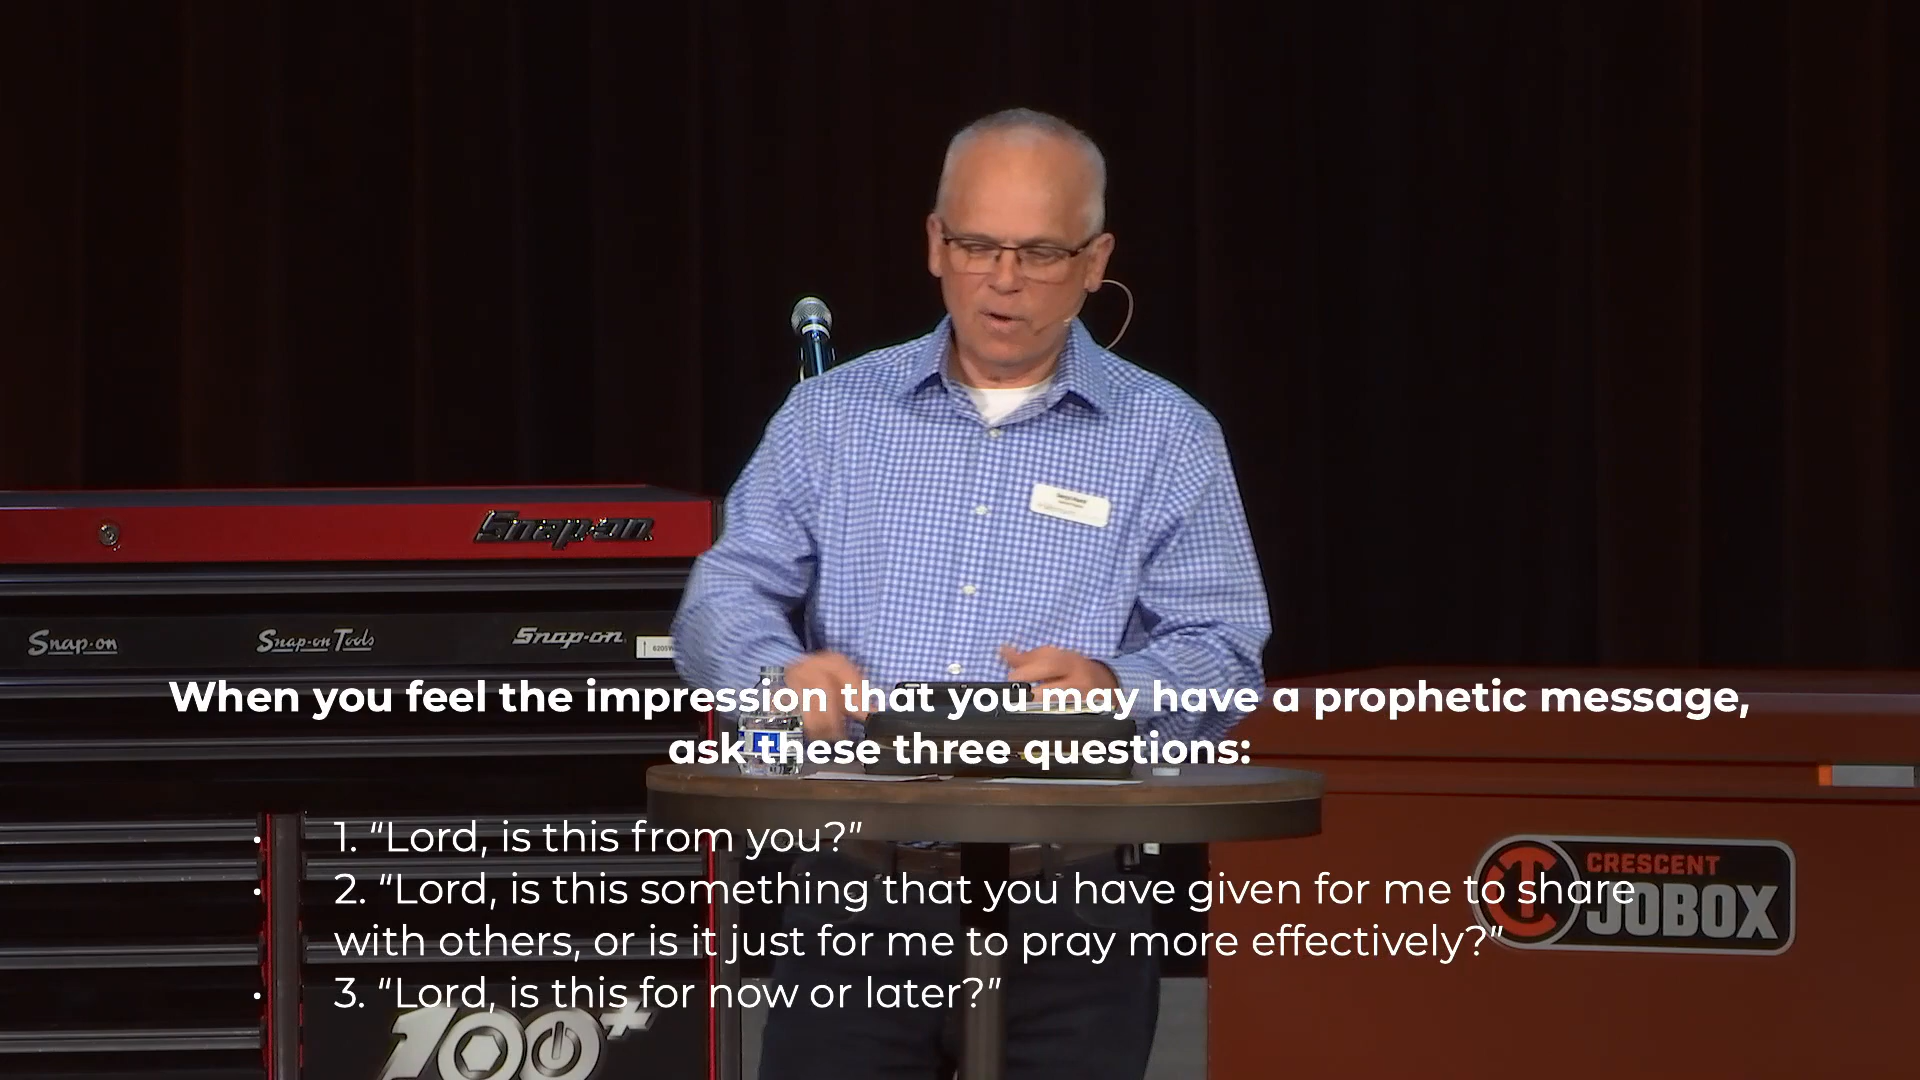 Snap-on
Snap-on
Snap-on Tools
Snap-on
When you feel the impression that you may have a prophetic message,
ask these three questions:
• 1. "Lord, is this from you?"
• 2. "Lord, is this something that you have given for me to share
with others, or is it just for me to pray more effectively?"
• 3. "Lord, is this for now or later?"
CRESCENT
JOBOX
100+